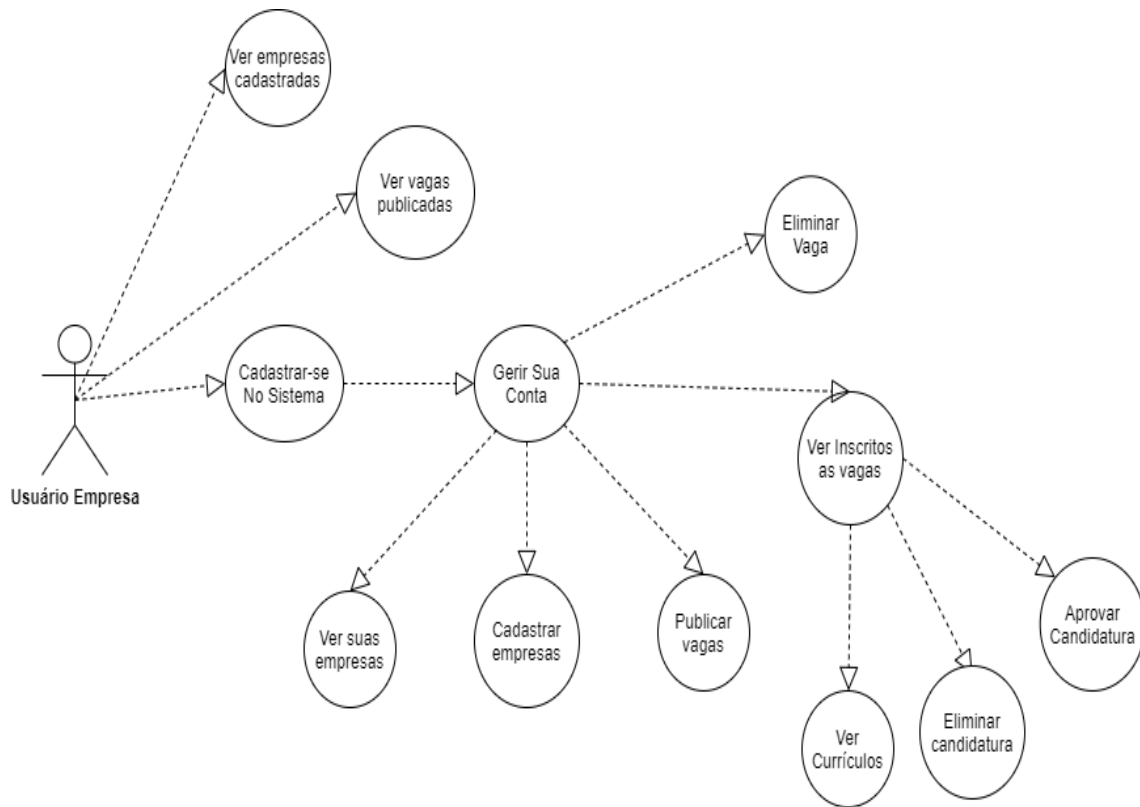 Ver empresas
cadastradas
Ver vagas
publicadas
Eliminar
Vaga
Cadastrar-se
No Sistema
Gerir Sua
Conta
Ver Inscritos
as vagas
Usuário Empresa
Ver suas
empresas
Cadastrar
empresas
Publicar
vagas
Aprovar
Candidatura
Ver
Currículos
Eliminar
candidatura